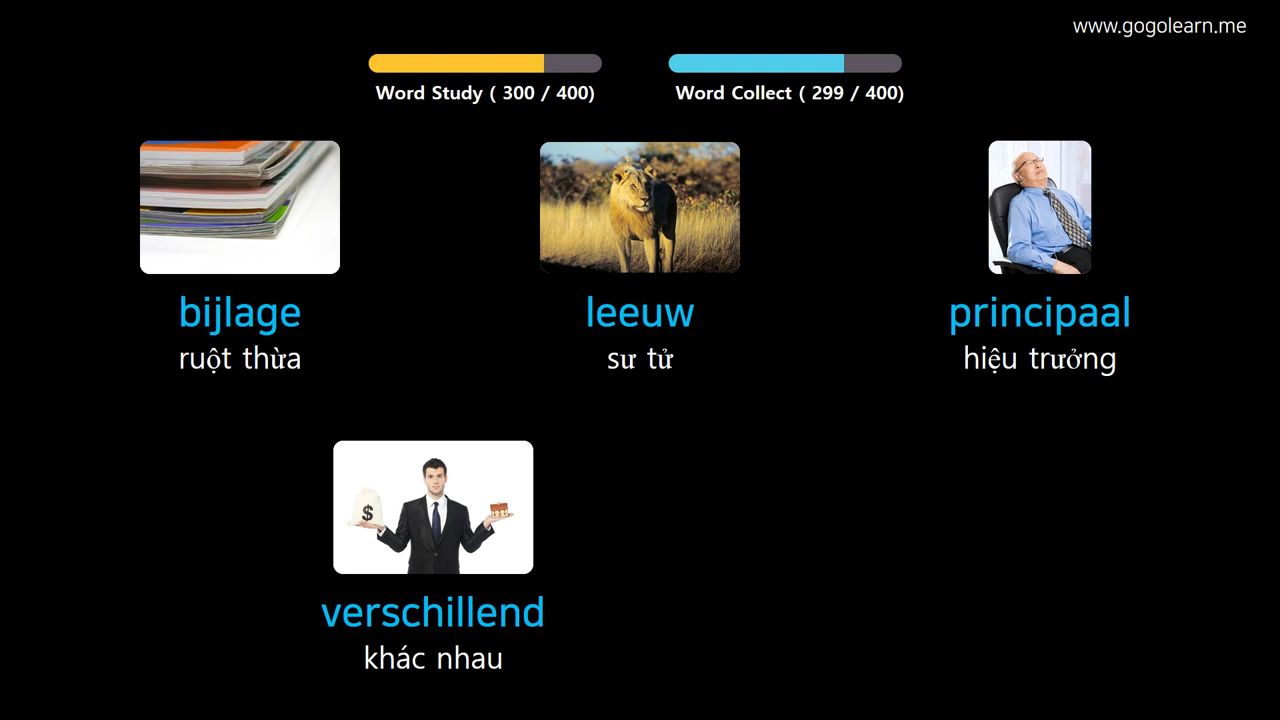 www.gogolearn.me
Word Study ( 300 / 400)
Word Collect ( 299 / 400)
bijlage
ruột thừa
leeuw
sư tử
principaal
hiệu trưởng
$
verschillend
khác nhau